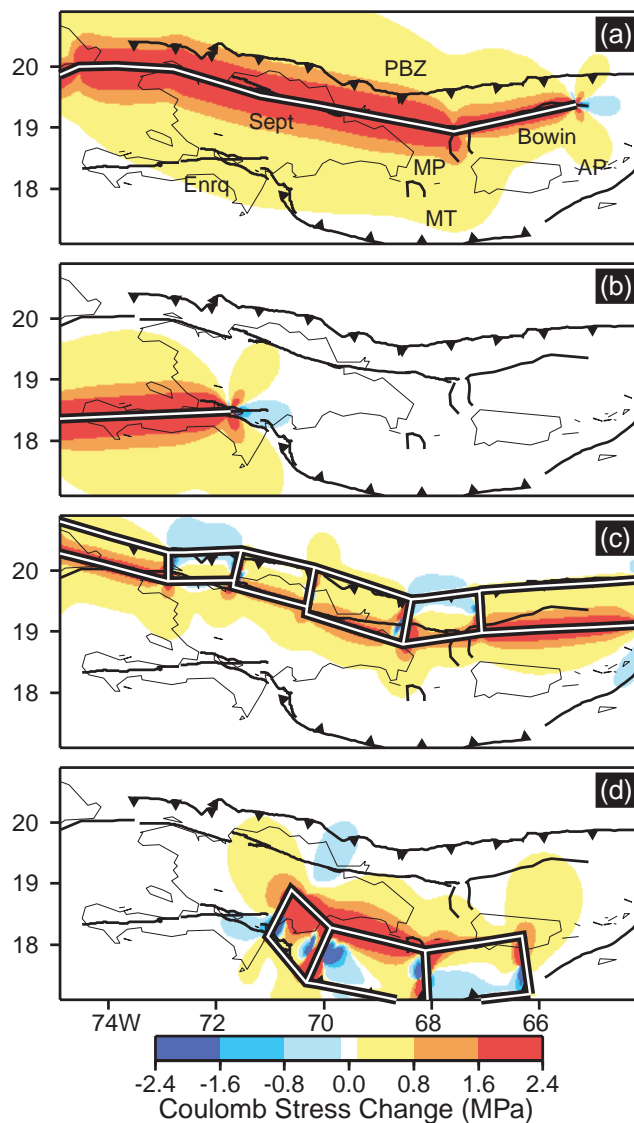 (a)
20
PBZ
19
Sept
Bowin
MP
AP
18
Enrq
MT
(b)
20
19
18
(c)
20
19
18
(d)
20
19
18
74W 72 70 68 66
-2.4 -1.6 -0.8 0.0 0.8 1.6 2.4
Coulomb Stress Change (MPa)